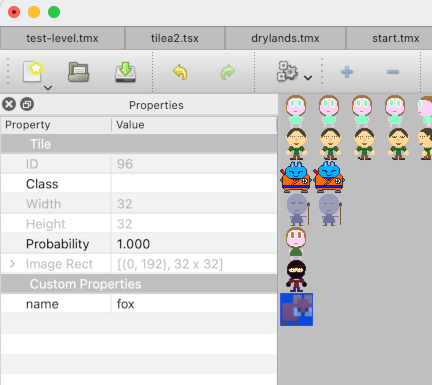 test-level.tmx tilea2.tsx drylands.tmx start.tmx
Properties
Property Value
Tile
ID 96
Class
Width 32
Height 32
Probability 1.000
Image Rect [(0, 192), 32 x 32]
Custom Properties
name fox